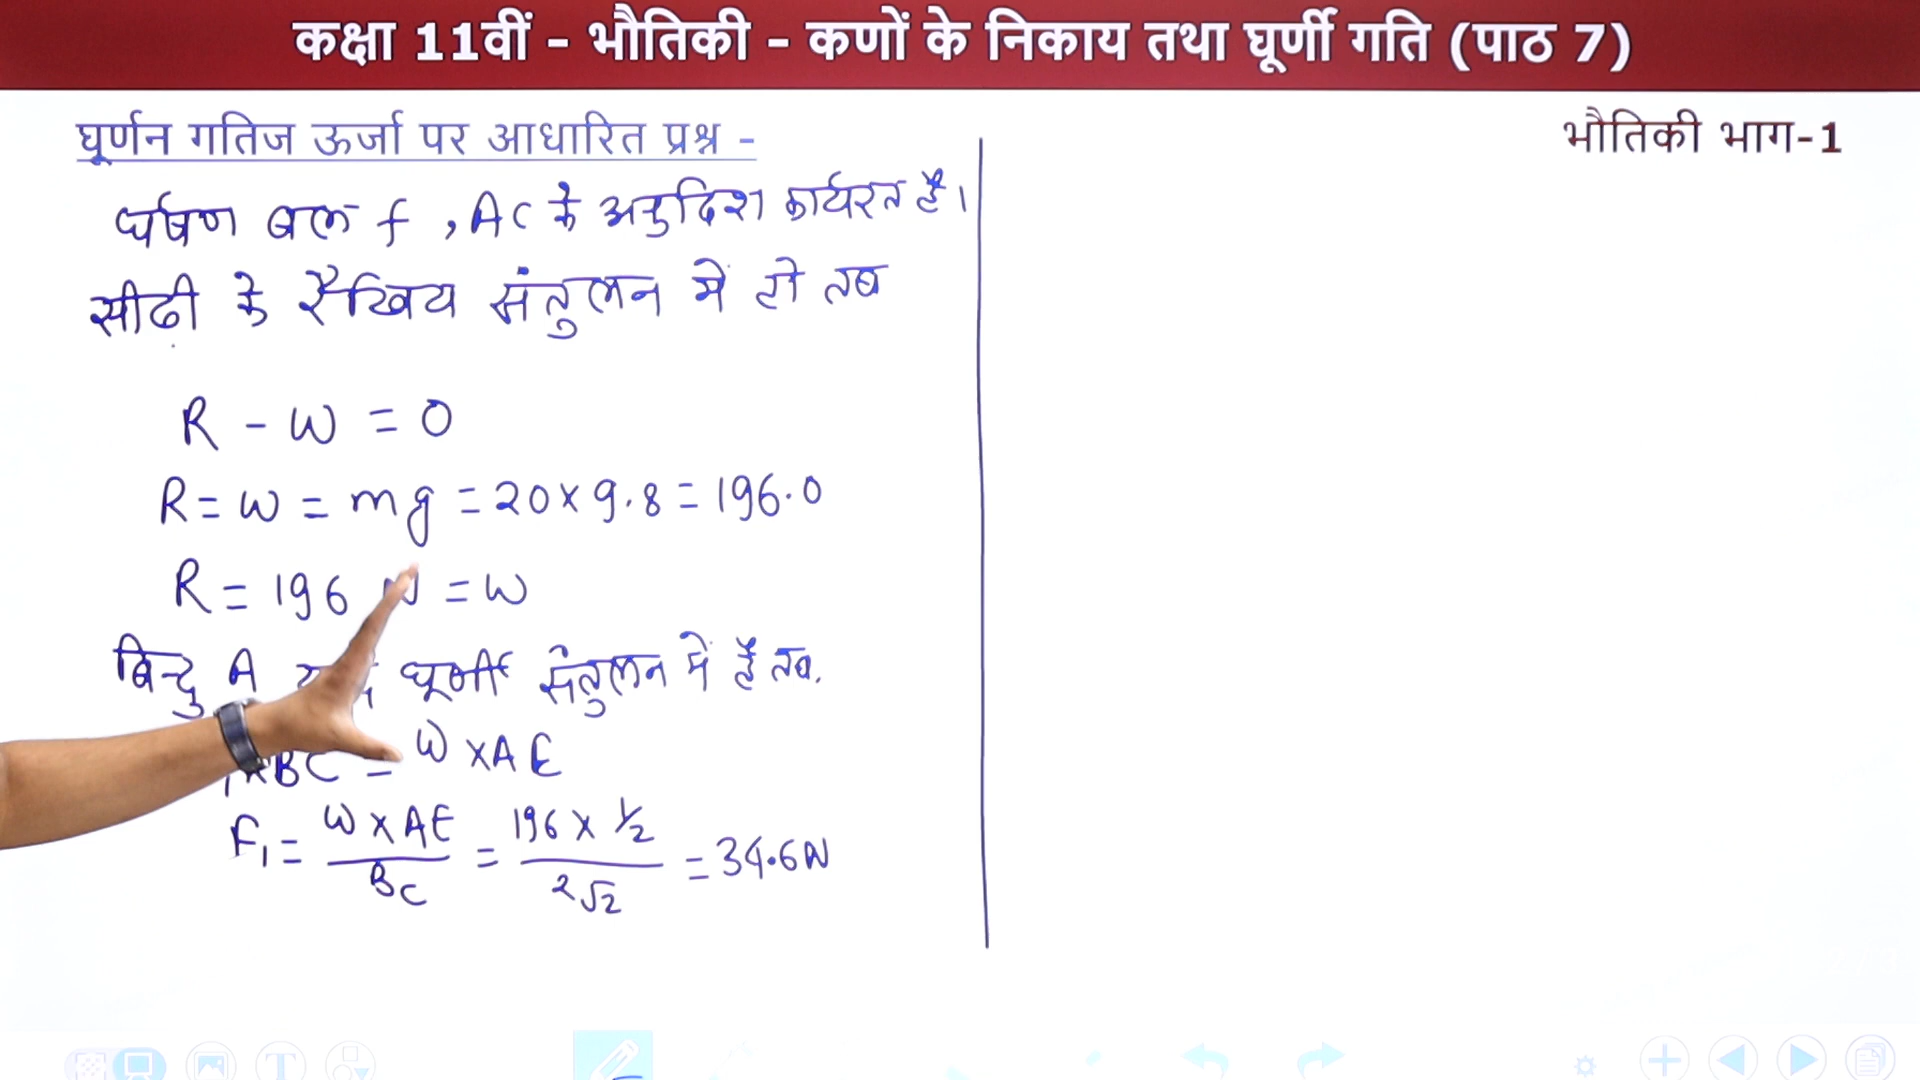 कक्षा 11वीं - भौतिकी - कणों के निकाय तथा घूर्णी गति (पाठ 7)
भौतिकी भाग-1
घूर्णन गतिज ऊर्जा पर आधारित प्रश्न -
घर्षण बल f , AC के अनुदिश कार्यरत है।
सीढी के रैखिय संतुलन मे हो तब
R - W = 0
R = W = mg = 20 x 9.8 = 196.0
R = 196 N = W
बिन्दु A घूर्णी संतुलन में है तब.
BC = W x AE
F₁ = W x AE / BC = 196 x 1/2 / 2√2 = 34.6 N